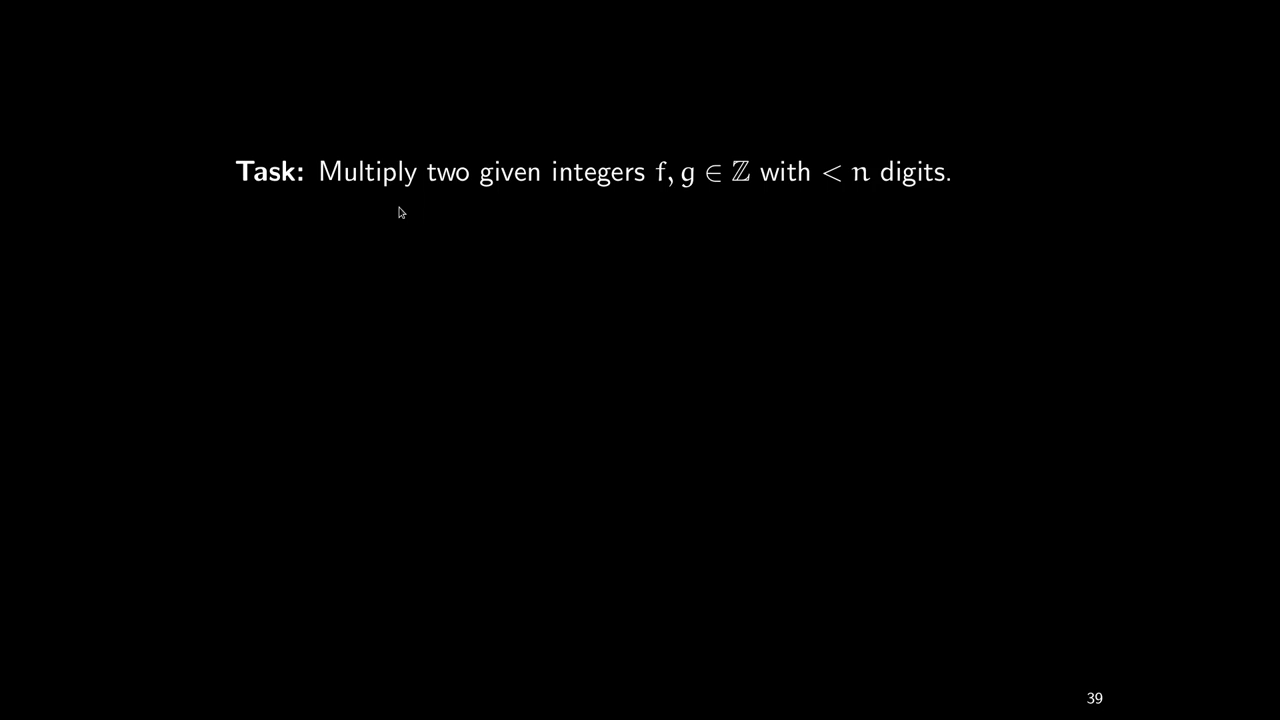 Task: Multiply two given integers f, g ∈ ℤ with < n digits.
39